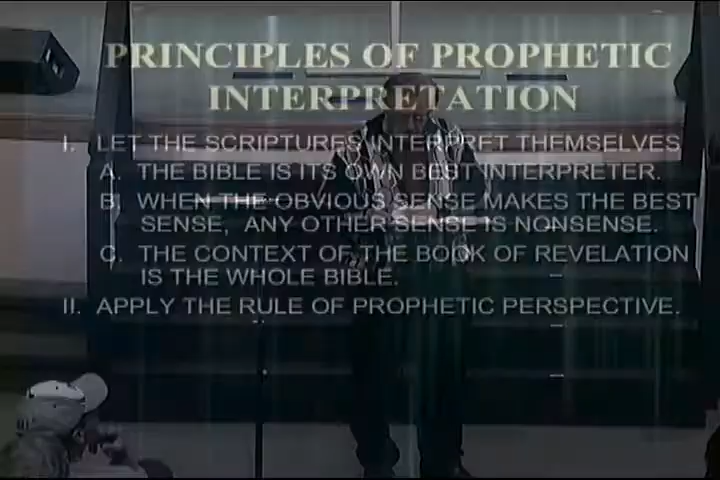 PRINCIPLES OF PROPHETIC
INTERPRETATION
I. LET THE SCRIPTURES INTERPRET THEMSELVES
A. THE BIBLE IS ITS OWN BEST INTERPRETER.
B. WHEN THE OBVIOUS SENSE MAKES THE BEST
SENSE, ANY OTHER SENSE IS NONSENSE.
C. THE CONTEXT OF THE BOOK OF REVELATION
IS THE WHOLE BIBLE.
II. APPLY THE RULE OF PROPHETIC PERSPECTIVE.